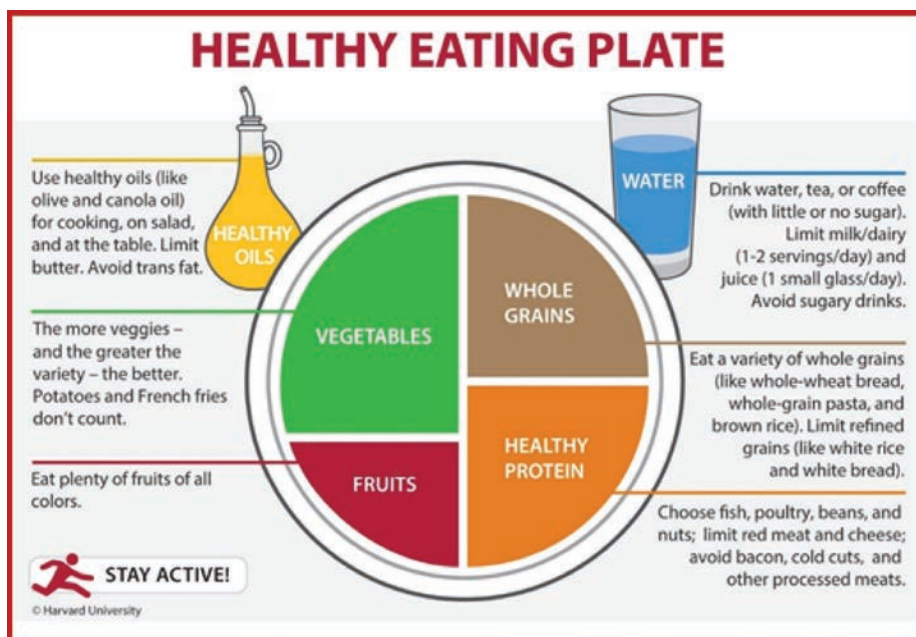 HEALTHY EATING PLATE
Use healthy oils (like
olive and canola oil)
for cooking, on salad,
and at the table. Limit
butter. Avoid trans fat.
HEALTHY
OILS
WATER
Drink water, tea, or coffee
(with little or no sugar).
Limit milk/dairy
(1-2 servings/day) and
juice (1 small glass/day).
Avoid sugary drinks.
The more veggies –
and the greater the
variety – the better.
Potatoes and French fries
don't count.
VEGETABLES
WHOLE
GRAINS
Eat a variety of whole grains
(like whole-wheat bread,
whole-grain pasta, and
brown rice). Limit refined
grains (like white rice
and white bread).
Eat plenty of fruits of all
colors.
FRUITS
HEALTHY
PROTEIN
Choose fish, poultry, beans, and
nuts; limit red meat and cheese;
avoid bacon, cold cuts, and
other processed meats.
STAY ACTIVE!
© Harvard University